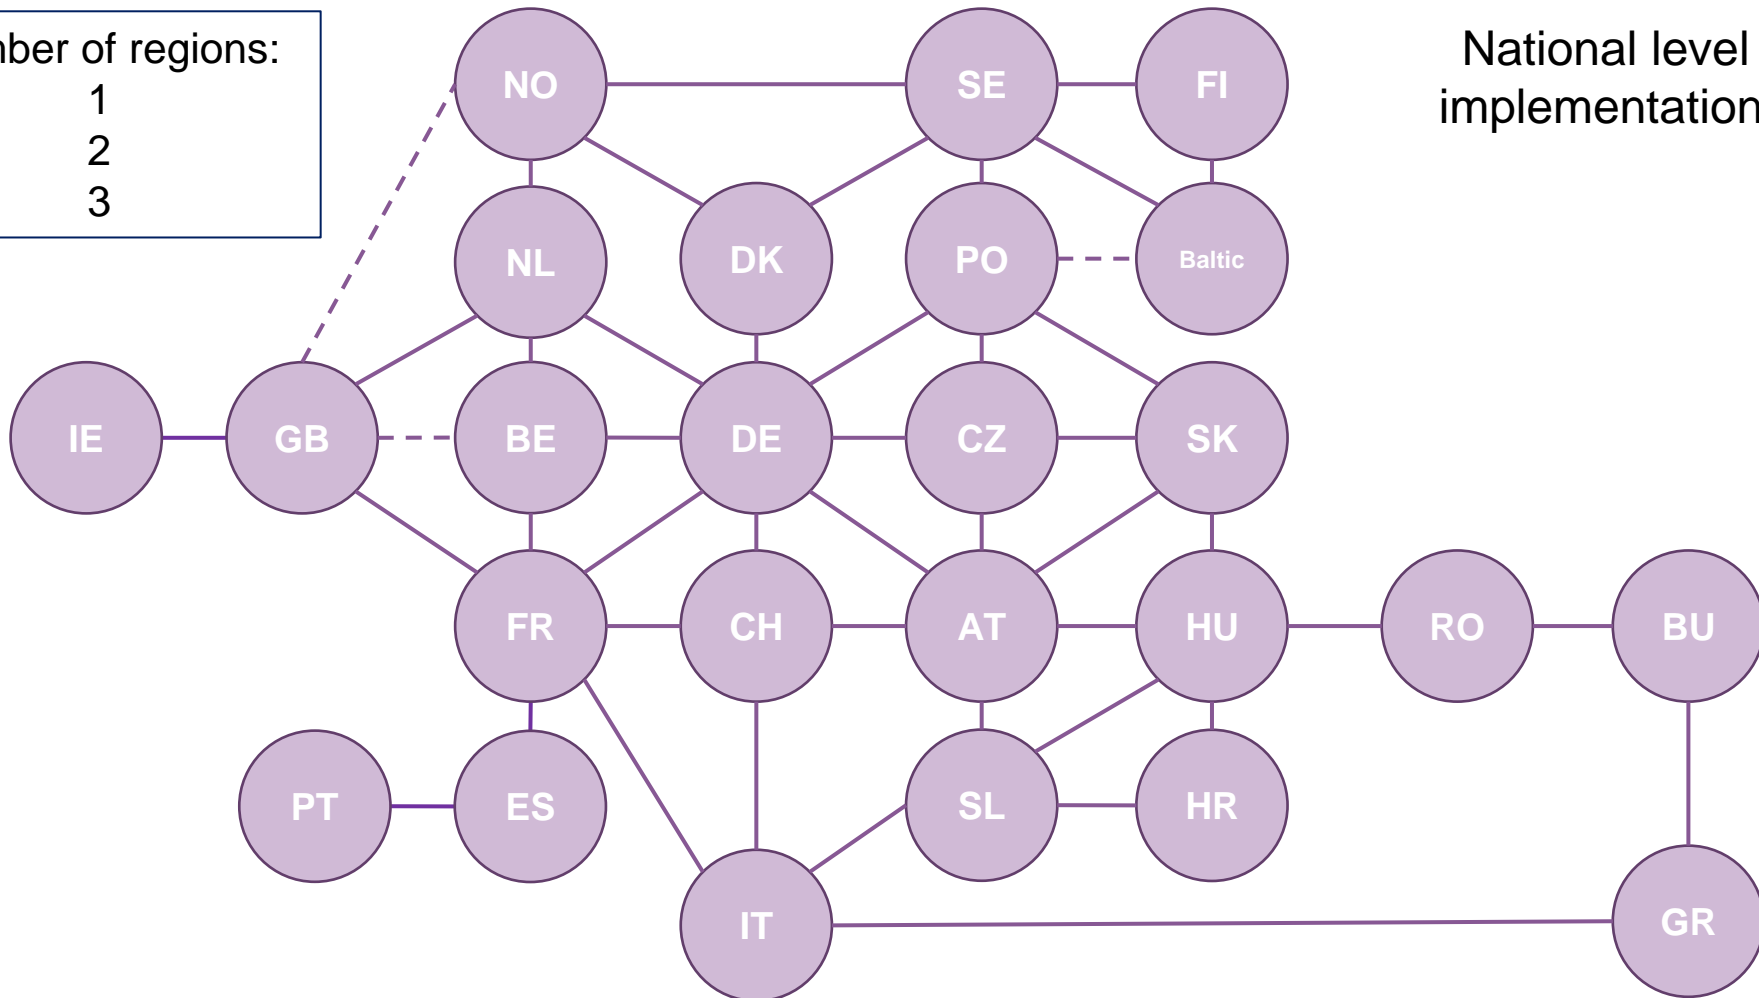 mber of regions:
1
2
3
National level
implementation
NO
SE
FI
NL
DK
PO
Baltic
IE
GB
BE
DE
CZ
SK
FR
CH
AT
HU
RO
BU
PT
ES
SL
HR
IT
GR